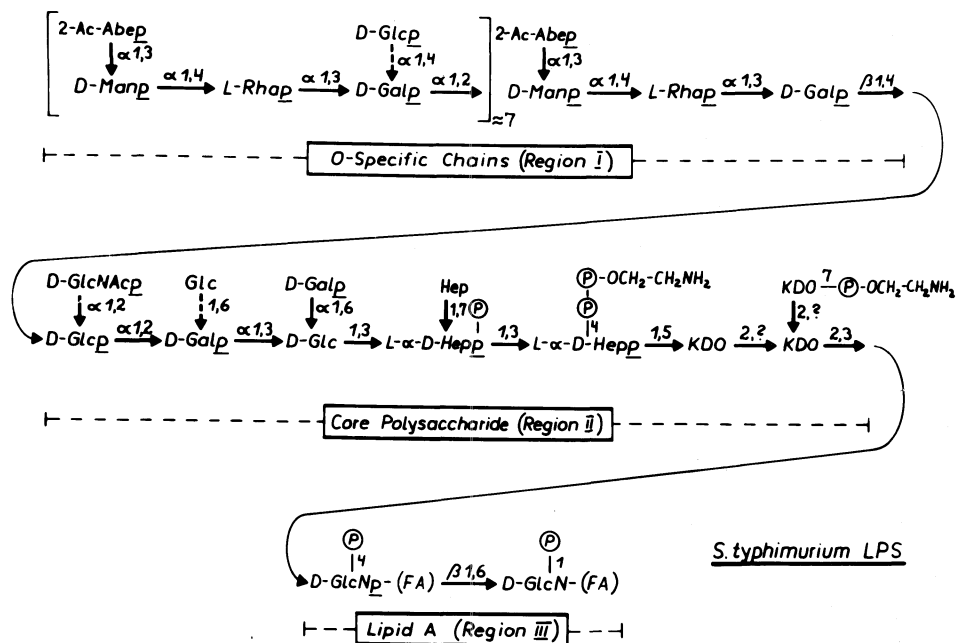 2-Ac-Abep D-Glcp 2-Ac-Abep
α1,3 α1,4 α1,3
D-Manp α1,4 L-Rhap α1,3 D-Galp α1,2 ≈7 D-Manp α1,4 L-Rhap α1,3 D-Galp β1,4
O-Specific Chains (Region I)
D-GlcNAcp Glc D-Galp Hep P P-OCH₂-CH₂NH₂ KDO 7 P-OCH₂-CH₂NH₂
α1,2 1,6 α1,6 1,7 P 4 2,?
D-Glcp α1,2 D-Galp α1,3 D-Glc 1,3 L-α-D-Hepp 1,3 L-α-D-Hepp 1,5 KDO 2,? KDO 2,3
Core Polysaccharide (Region II)
P P
4 1
D-GlcNp-(FA) β1,6 D-GlcN-(FA)
S.typhimurium LPS
Lipid A (Region III)